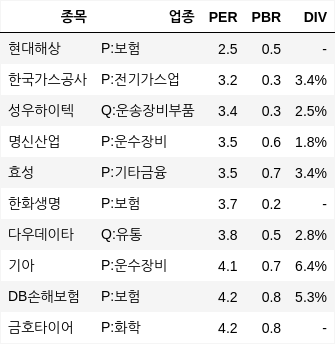 종목 업종 PER PBR DIV
현대해상 P:보험 2.5 0.5 -
한국가스공사 P:전기가스업 3.2 0.3 3.4%
성우하이텍 Q:운송장비부품 3.4 0.3 2.5%
명신산업 P:운수장비 3.5 0.6 1.8%
효성 P:기타금융 3.5 0.7 3.4%
한화생명 P:보험 3.7 0.2 -
다우데이타 Q:유통 3.8 0.5 2.8%
기아 P:운수장비 4.1 0.7 6.4%
DB손해보험 P:보험 4.2 0.8 5.3%
금호타이어 P:화학 4.2 0.8 -